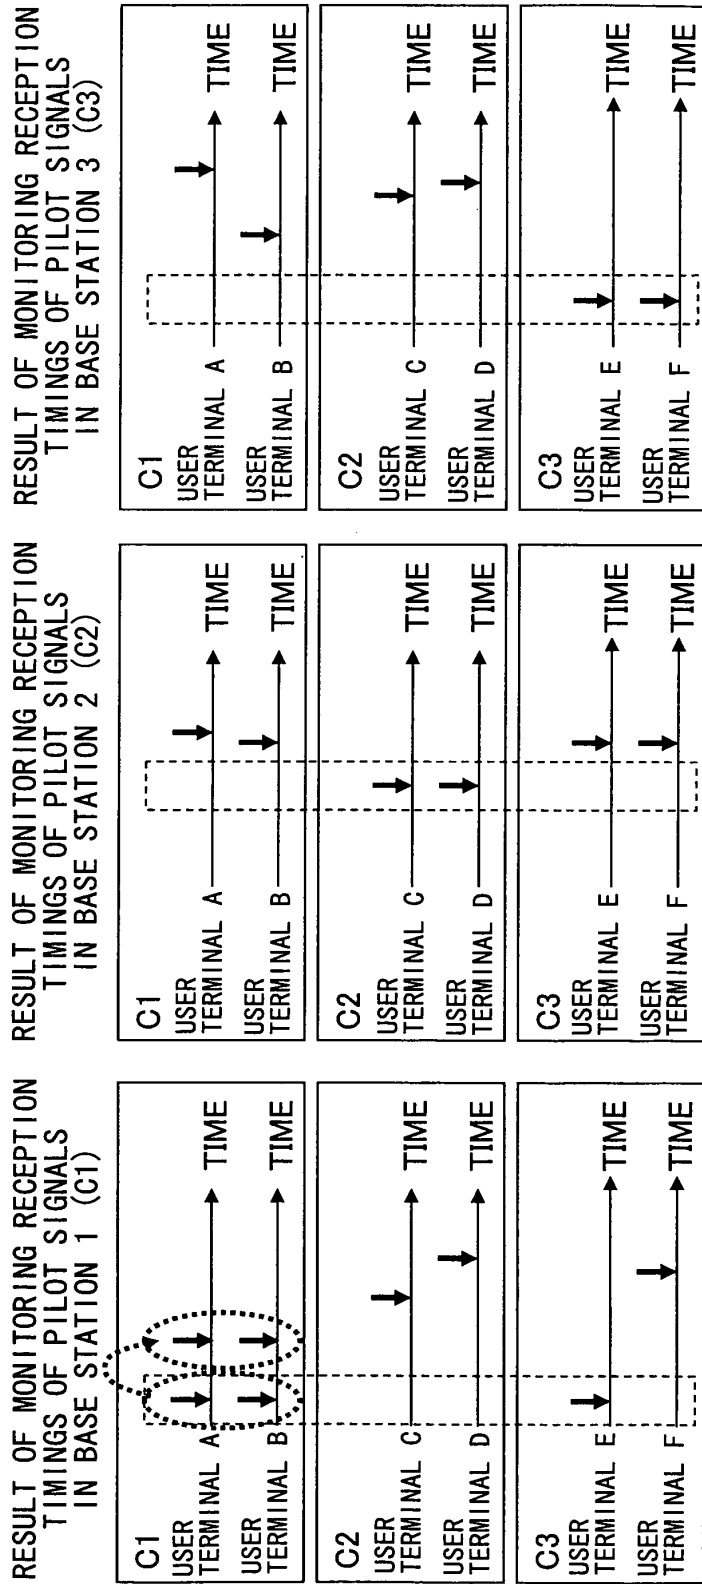 RESULT OF MONITORING RECEPTION
TIMINGS OF PILOT SIGNALS
IN BASE STATION 1 (C1)
C1
USER
TERMINAL A
TIME
USER
TERMINAL B
TIME
C2
USER
TERMINAL C
TIME
USER
TERMINAL D
TIME
C3
USER
TERMINAL E
TIME
USER
TERMINAL F
TIME
RESULT OF MONITORING RECEPTION
TIMINGS OF PILOT SIGNALS
IN BASE STATION 2 (C2)
C1
USER
TERMINAL A
TIME
USER
TERMINAL B
TIME
C2
USER
TERMINAL C
TIME
USER
TERMINAL D
TIME
C3
USER
TERMINAL E
TIME
USER
TERMINAL F
TIME
RESULT OF MONITORING RECEPTION
TIMINGS OF PILOT SIGNALS
IN BASE STATION 3 (C3)
C1
USER
TERMINAL A
TIME
USER
TERMINAL B
TIME
C2
USER
TERMINAL C
TIME
USER
TERMINAL D
TIME
C3
USER
TERMINAL E
TIME
USER
TERMINAL F
TIME